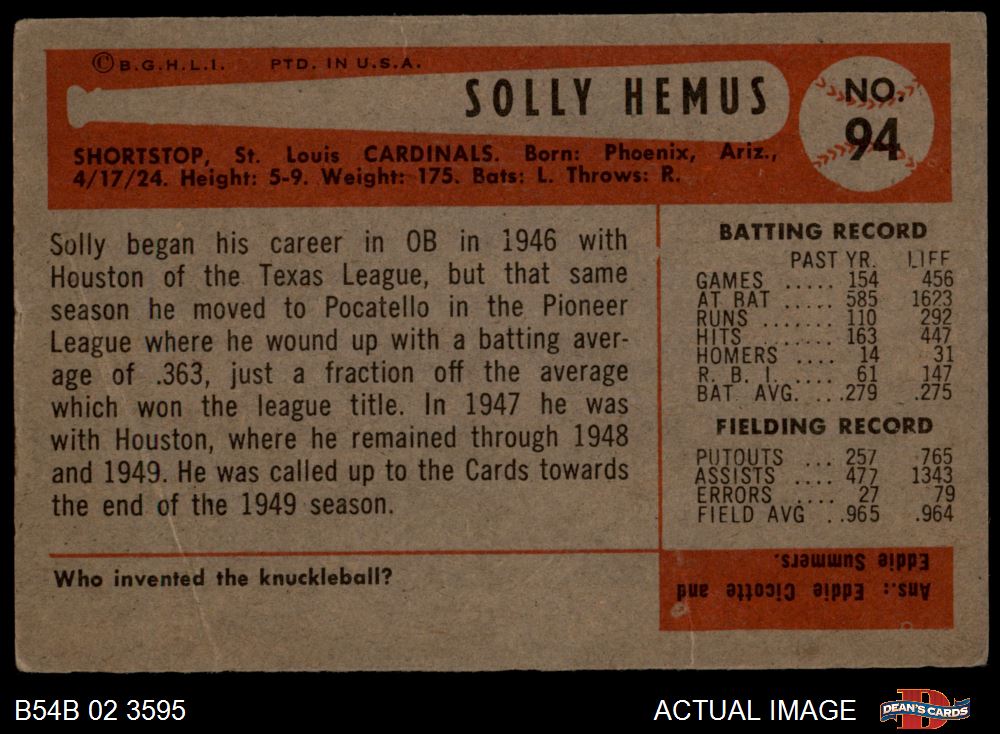 ©B.G.H.L.I. PTD. IN U.S.A.
SOLLY HEMUS
NO.
94
SHORTSTOP, St. Louis CARDINALS. Born: Phoenix, Ariz.,
4/17/24. Height: 5-9. Weight: 175. Bats: L. Throws: R.
Solly began his career in OB in 1946 with
Houston of the Texas League, but that same
season he moved to Pocatello in the Pioneer
League where he wound up with a batting aver-
age of .363, just a fraction off the average
which won the league title. In 1947 he was
with Houston, where he remained through 1948
and 1949. He was called up to the Cards towards
the end of the 1949 season.
Who invented the knuckleball?
BATTING RECORD
PAST YR. LIFE
GAMES ..... 154 456
AT BAT ..... 585 1623
RUNS ....... 110 292
HITS ....... 163 447
HOMERS .... 14 31
R. B. I. .... 61 147
BAT. AVG. ...279 .275
FIELDING RECORD
PUTOUTS ... 257 765
ASSISTS .... 477 1343
ERRORS .... 27 79
FIELD AVG ..965 .964
Ans.: Eddie Cicotte and
Eddie Summers.
B54B 02 3595
ACTUAL IMAGE
D
DEAN'S CARDS